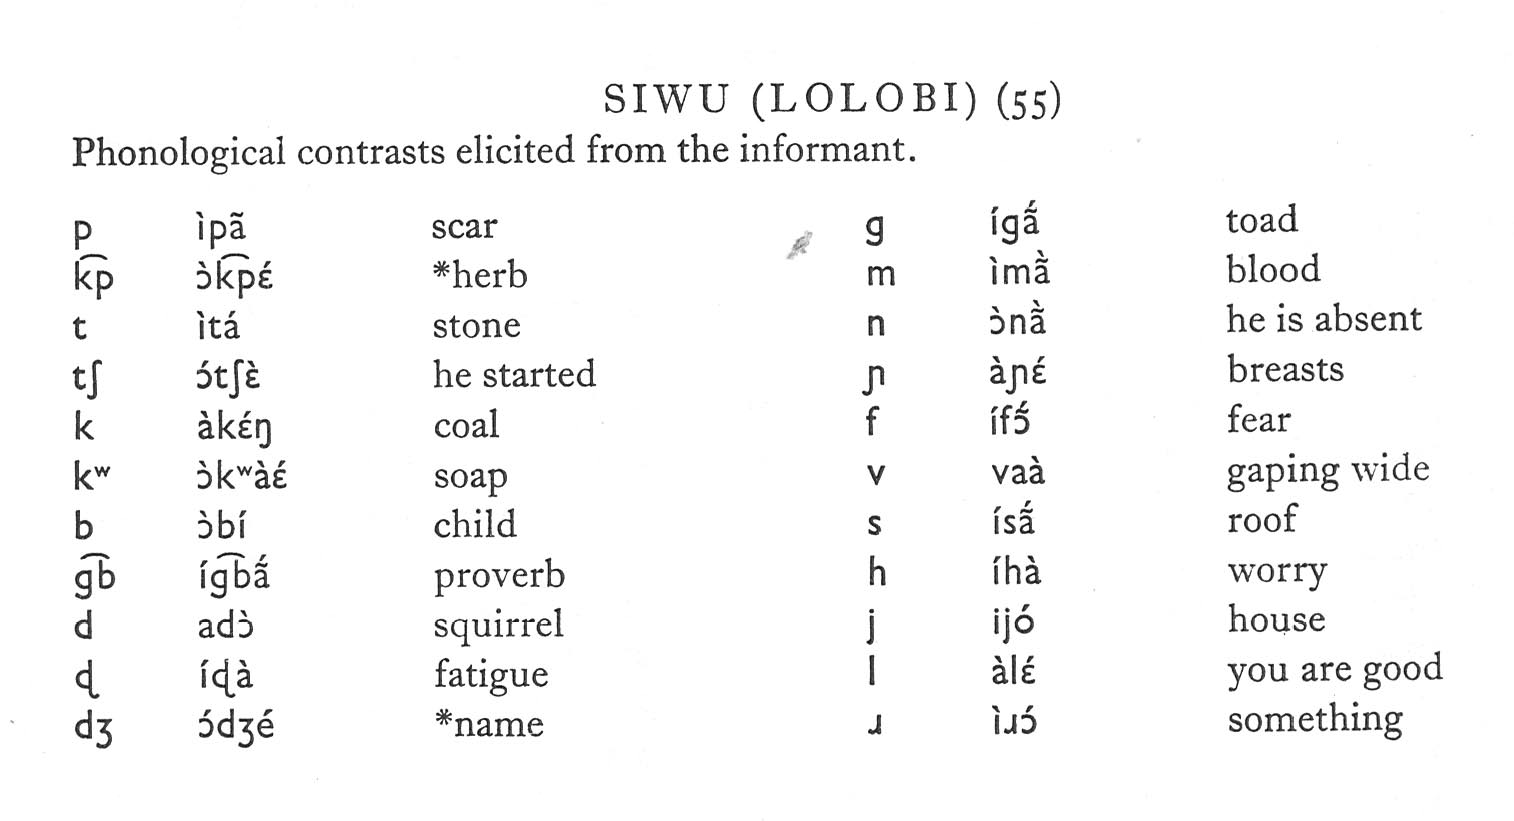 SIWU (LOLOBI) (55)
Phonological contrasts elicited from the informant.
p ìpã scar g ígã́ toad
k͡p ɔ̀k͡pɛ́ *herb m ìmã̀ blood
t ìtá stone n ɔ̀nã̀ he is absent
tʃ ɔ́tʃɛ̀ he started ɲ àɲɛ́ breasts
k àkɛ́ŋ coal f ífɔ̃́ fear
kʷ ɔ̀kʷàɛ́ soap v vaà gaping wide
b ɔ̀bí child s ísã́ roof
g͡b íg͡bã́ proverb h íhà worry
d adɔ̀ squirrel j ijó house
ɖ íɖà fatigue l àlɛ́ you are good
dʒ ɔ́dʒé *name ɹ ìɹɔ́ something